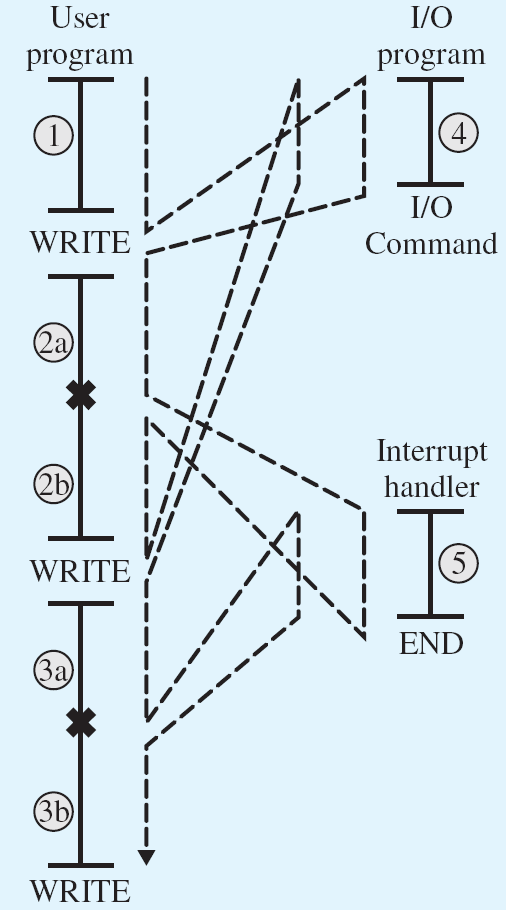 User
program
1
WRITE
2a
2b
WRITE
3a
3b
WRITE
I/O
program
4
I/O
Command
Interrupt
handler
5
END